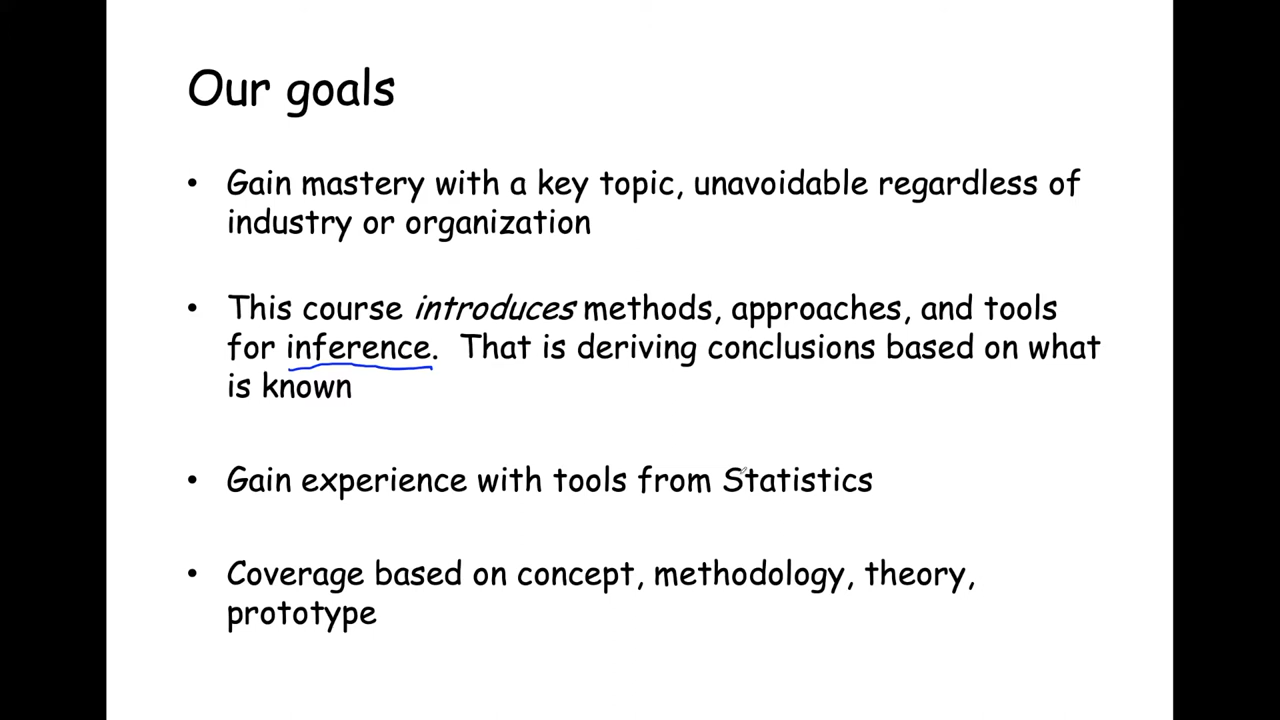 Our goals
• Gain mastery with a key topic, unavoidable regardless of
industry or organization
• This course introduces methods, approaches, and tools
for inference.  That is deriving conclusions based on what
is known
• Gain experience with tools from Statistics
• Coverage based on concept, methodology, theory,
prototype